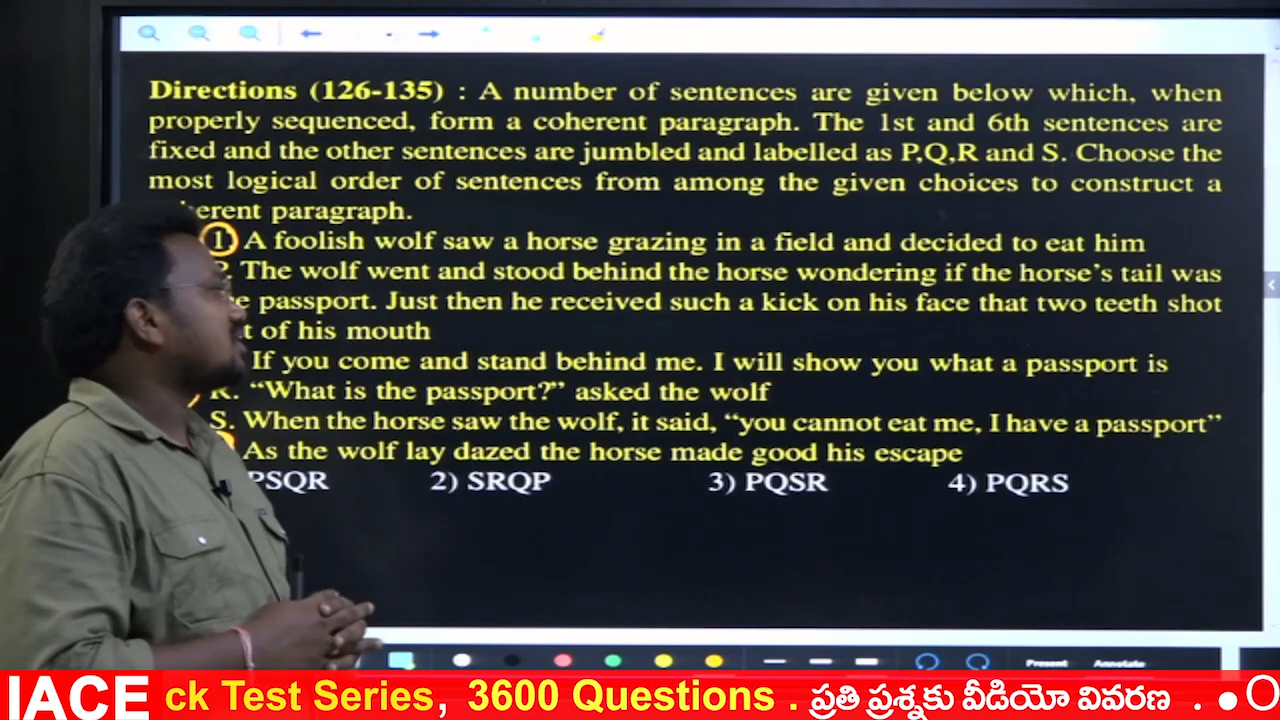 Directions (126-135) : A number of sentences are given below which, when
properly sequenced, form a coherent paragraph. The 1st and 6th sentences are
fixed and the other sentences are jumbled and labelled as P,Q,R and S. Choose the
most logical order of sentences from among the given choices to construct a
herent paragraph.
1. A foolish wolf saw a horse grazing in a field and decided to eat him
P. The wolf went and stood behind the horse wondering if the horse's tail was
e passport. Just then he received such a kick on his face that two teeth shot
t of his mouth
If you come and stand behind me. I will show you what a passport is
R. “What is the passport?” asked the wolf
S. When the horse saw the wolf, it said, “you cannot eat me, I have a passport”
As the wolf lay dazed the horse made good his escape
PSQR 2) SRQP 3) PQSR 4) PQRS
Present Annotate
IACE ck Test Series, 3600 Questions . ప్రతి ప్రశ్నకు వీడియో వివరణ .